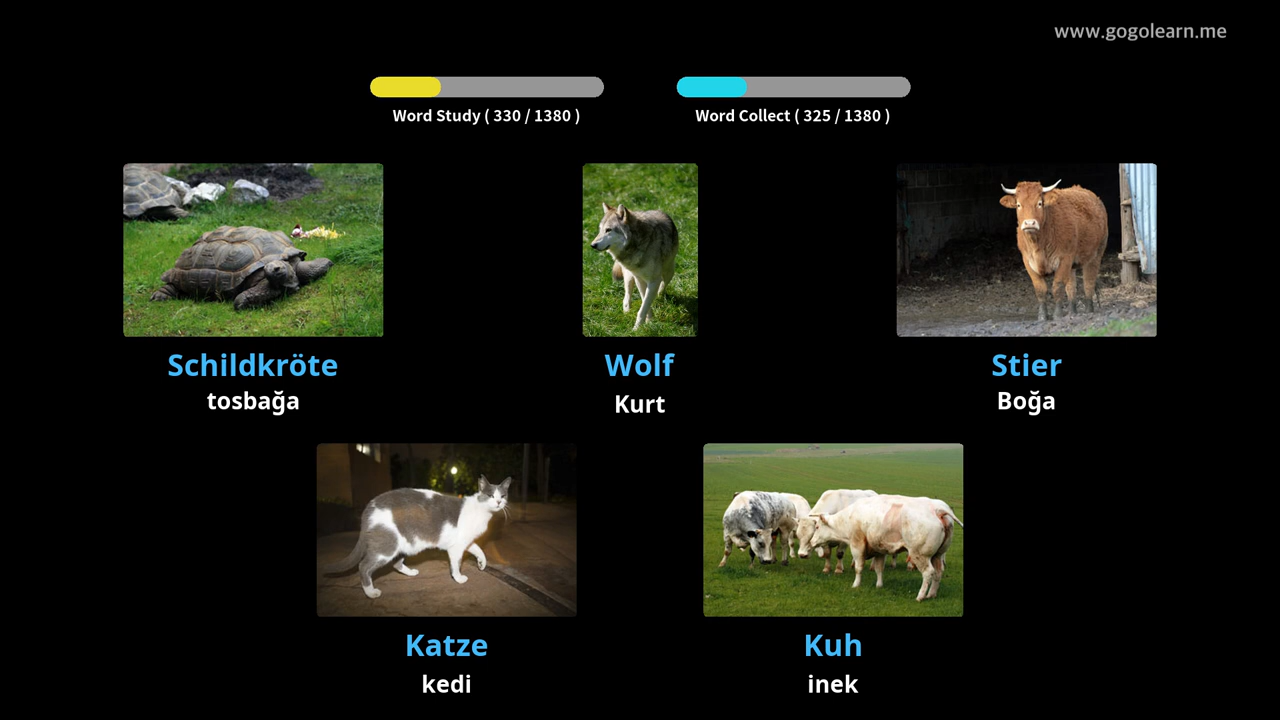 www.gogolearn.me
Word Study ( 330 / 1380 )
Word Collect ( 325 / 1380 )
Schildkröte
tosbağa
Wolf
Kurt
Stier
Boğa
Katze
kedi
Kuh
inek